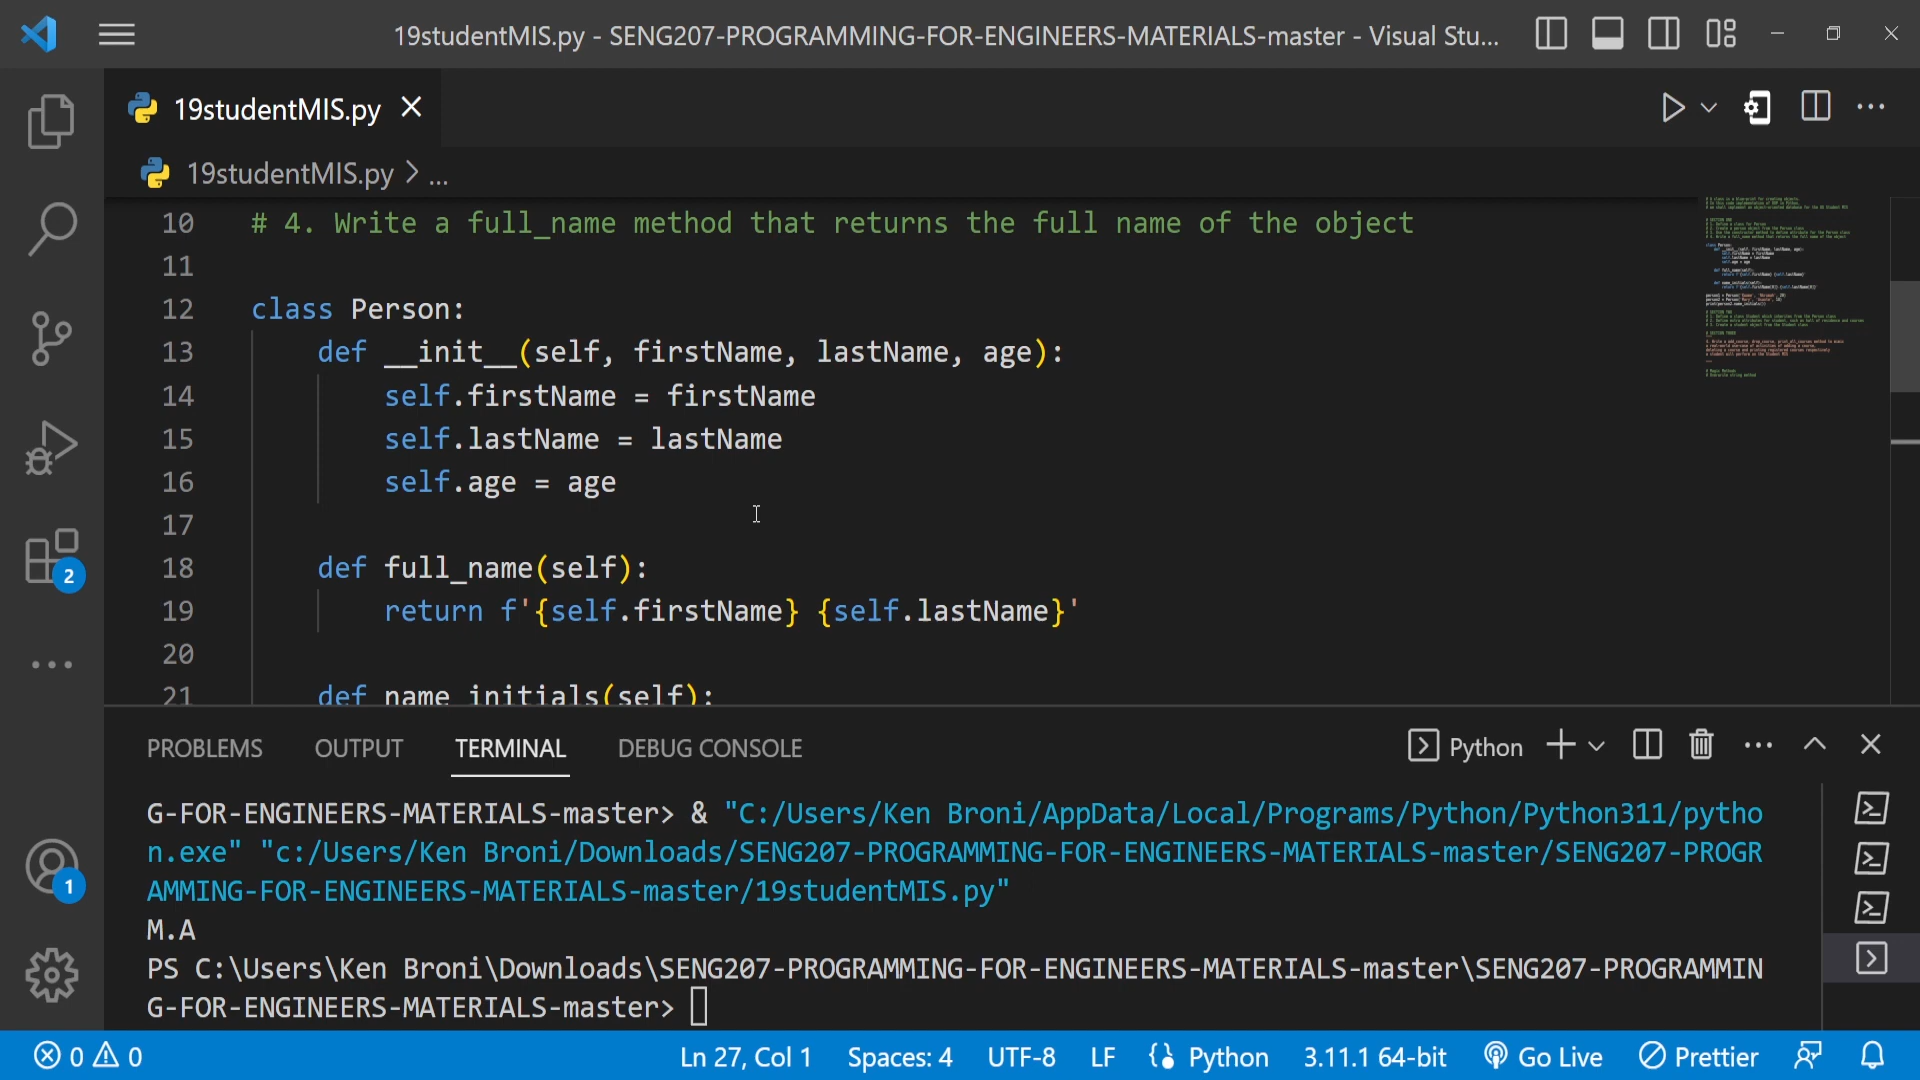 19studentMIS.py - SENG207-PROGRAMMING-FOR-ENGINEERS-MATERIALS-master - Visual Stu...
19studentMIS.py
19studentMIS.py > ...
10 # 4. Write a full_name method that returns the full name of the object
11
12 class Person:
13 def __init__(self, firstName, lastName, age):
14 self.firstName = firstName
15 self.lastName = lastName
16 self.age = age
17
18 def full_name(self):
19 return f'{self.firstName} {self.lastName}'
20
21 def name_initials(self):
PROBLEMS OUTPUT TERMINAL DEBUG CONSOLE Python
G-FOR-ENGINEERS-MATERIALS-master> & "C:/Users/Ken Broni/AppData/Local/Programs/Python/Python311/pytho
n.exe" "c:/Users/Ken Broni/Downloads/SENG207-PROGRAMMING-FOR-ENGINEERS-MATERIALS-master/SENG207-PROGR
AMMING-FOR-ENGINEERS-MATERIALS-master/19studentMIS.py"
M.A
PS C:\Users\Ken Broni\Downloads\SENG207-PROGRAMMING-FOR-ENGINEERS-MATERIALS-master\SENG207-PROGRAMMIN
G-FOR-ENGINEERS-MATERIALS-master>
2
1
0 0 Ln 27, Col 1 Spaces: 4 UTF-8 LF Python 3.11.1 64-bit Go Live Prettier